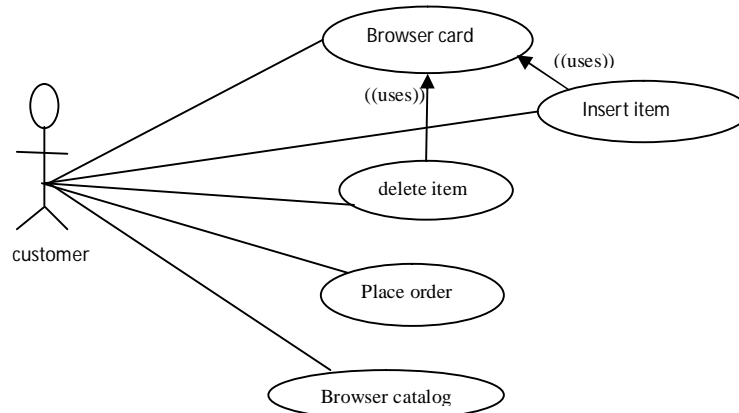 Browser card
((uses))
((uses))
Insert item
delete item
customer
Place order
Browser catalog